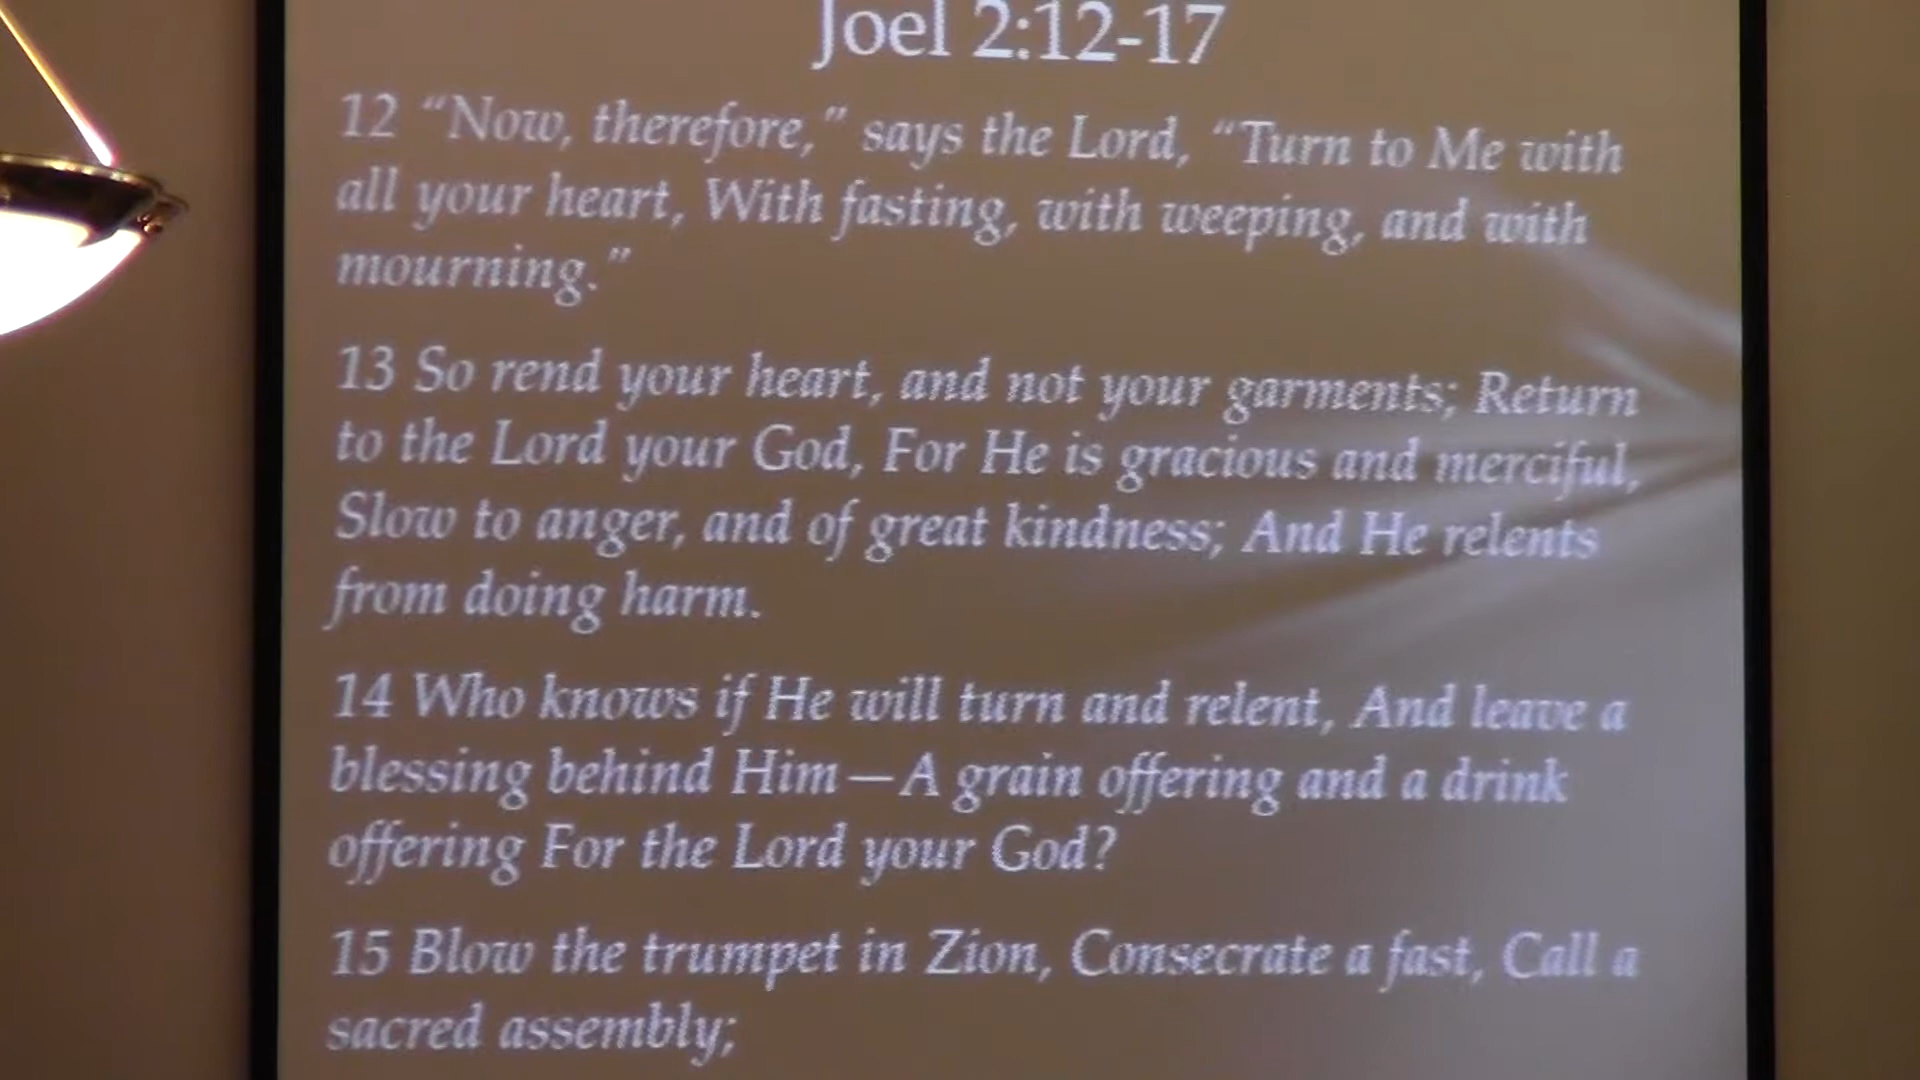 Joel 2:12-17
12 “Now, therefore,” says the Lord, “Turn to Me with
all your heart, With fasting, with weeping, and with
mourning.”
13 So rend your heart, and not your garments; Return
to the Lord your God, For He is gracious and merciful,
Slow to anger, and of great kindness; And He relents
from doing harm.
14 Who knows if He will turn and relent, And leave a
blessing behind Him—A grain offering and a drink
offering For the Lord your God?
15 Blow the trumpet in Zion, Consecrate a fast, Call a
sacred assembly;